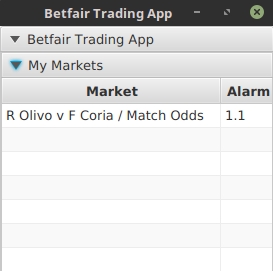 Betfair Trading App
Betfair Trading App
My Markets
Market Alarm
R Olivo v F Coria / Match Odds 1.1